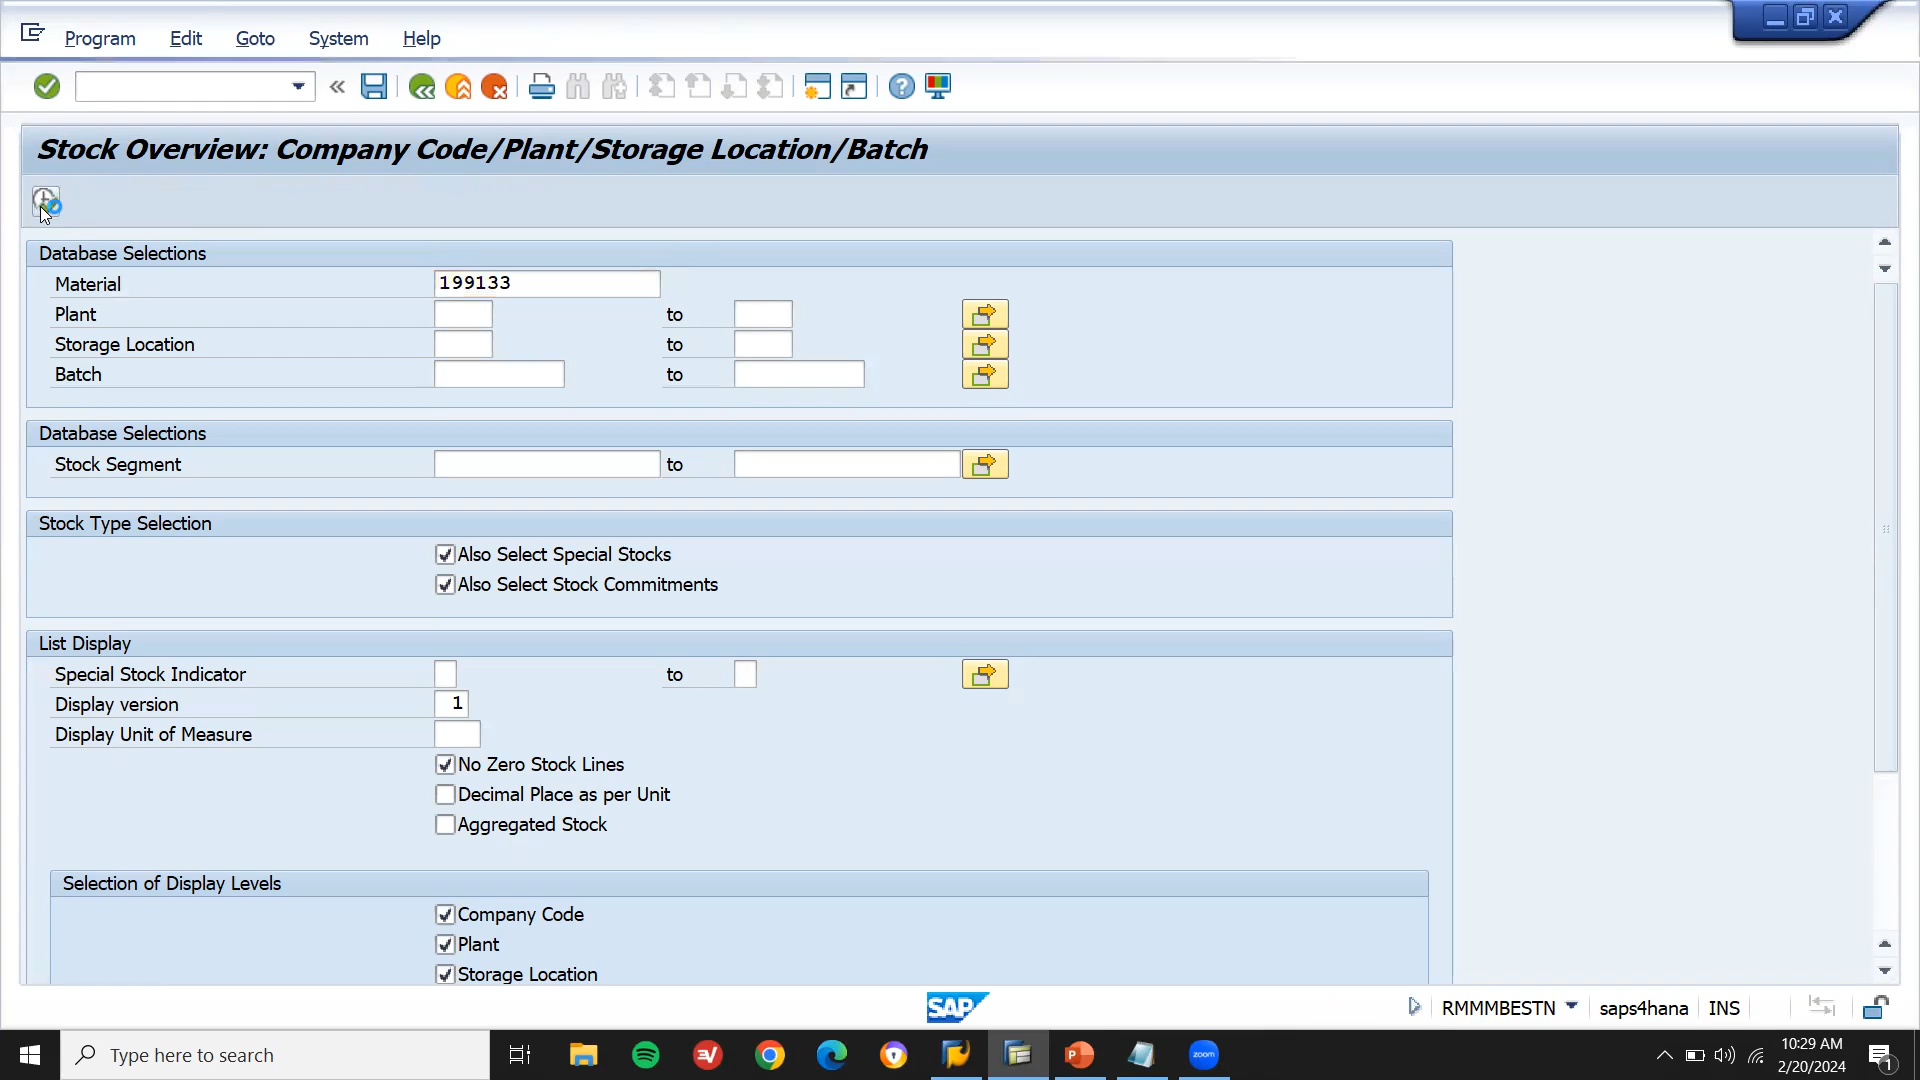 Program Edit Goto System Help
Stock Overview: Company Code/Plant/Storage Location/Batch
Database Selections
Material 199133
Plant to
Storage Location to
Batch to
Database Selections
Stock Segment to
Stock Type Selection
Also Select Special Stocks
Also Select Stock Commitments
List Display
Special Stock Indicator to
Display version 1
Display Unit of Measure
No Zero Stock Lines
Decimal Place as per Unit
Aggregated Stock
Selection of Display Levels
Company Code
Plant
Storage Location
SAP RMMMBESTN saps4hana INS
Type here to search zoom 10:29 AM
2/20/2024 1